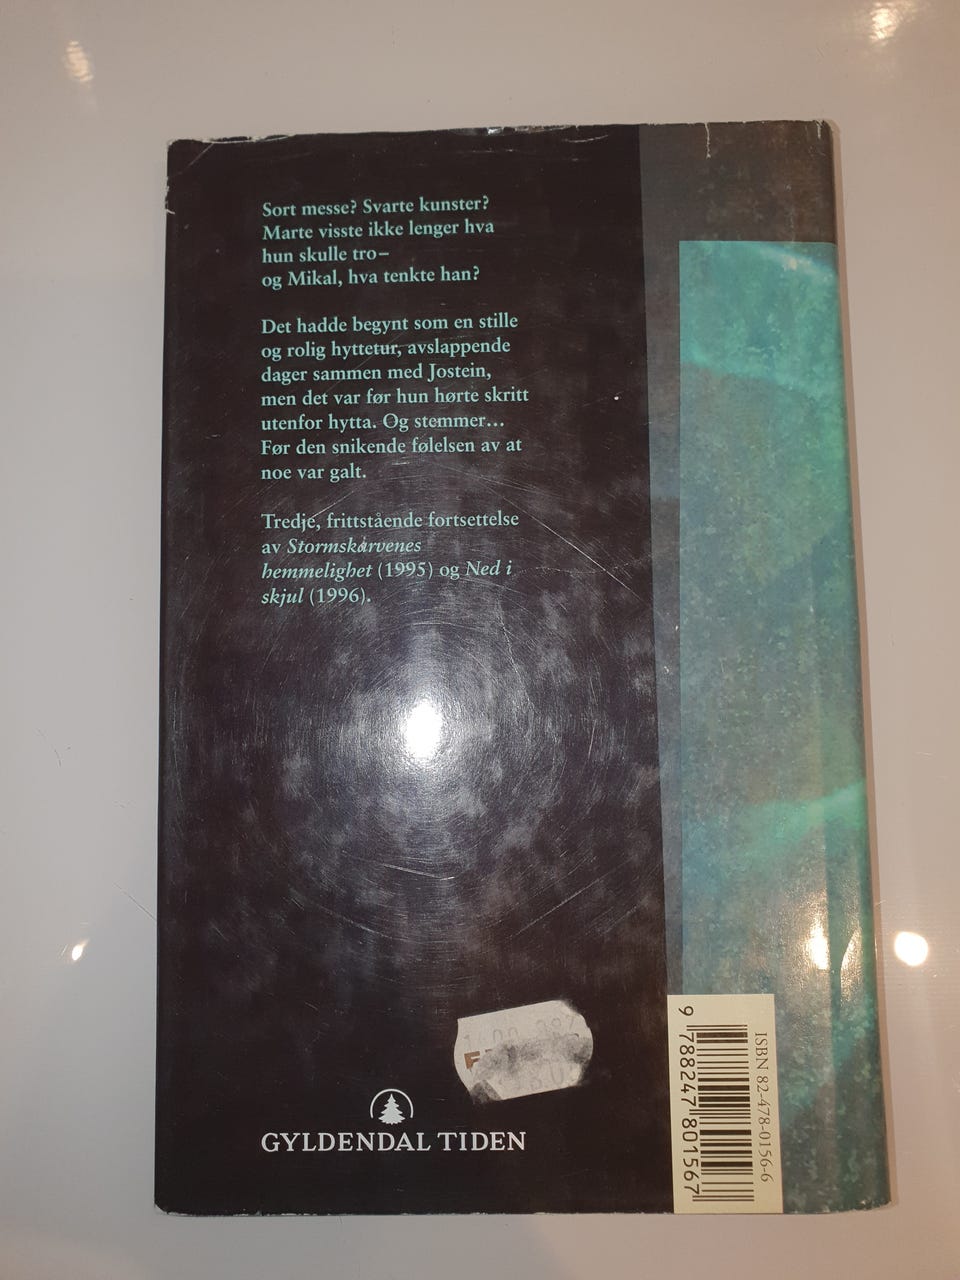 Sort messe? Svarte kunster?
Marte visste ikke lenger hva
hun skulle tro–
og Mikal, hva tenkte han?
Det hadde begynt som en stille
og rolig hyttetur, avslappende
dager sammen med Jostein,
men det var før hun hørte skritt
utenfor hytta. Og stemmer...
Før den snikende følelsen av at
noe var galt.
Tredje, frittstående fortsettelse
av Stormskarvenes
hemmelighet (1995) og Ned i
skjul (1996).
GYLDENDAL TIDEN
ISBN 82-478-0156-6
9 788247 801567